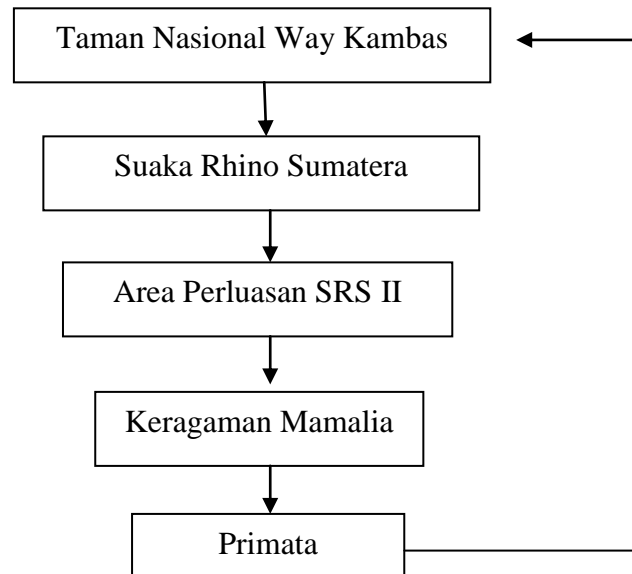 Taman Nasional Way Kambas
Suaka Rhino Sumatera
Area Perluasan SRS II
Keragaman Mamalia
Primata